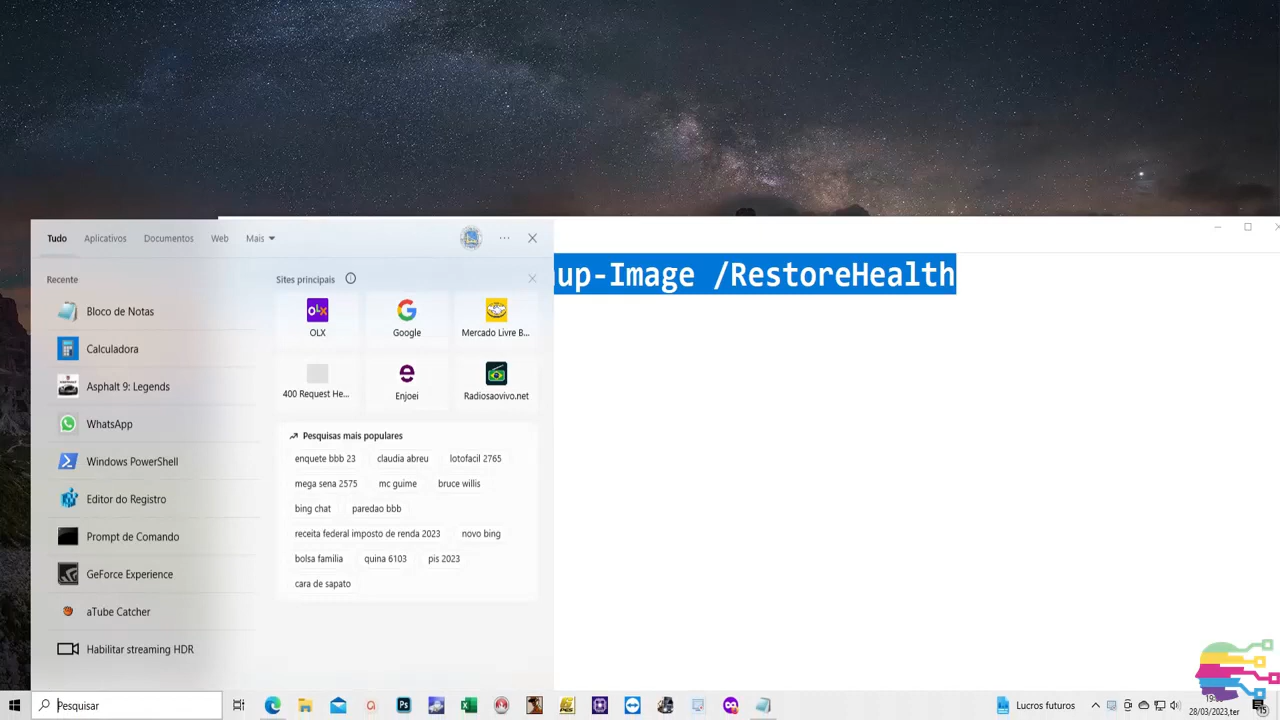 Tudo Aplicativos Documentos Web Mais
up-Image /RestoreHealth
Recente
Bloco de Notas
Calculadora
Asphalt 9: Legends
WhatsApp
Windows PowerShell
Editor do Registro
Prompt de Comando
GeForce Experience
aTube Catcher
Habilitar streaming HDR
Sites principais
OLX Google Mercado Livre B...
400 Request He... Enjoei Radiosaovivo.net
Pesquisas mais populares
enquete bbb 23 claudia abreu lotofacil 2765
mega sena 2575 mc guime bruce willis
bing chat paredao bbb
receita federal imposto de renda 2023 novo bing
bolsa familia quina 6103 pis 2023
cara de sapato
Pesquisar
Lucros futuros
28/03/2023,ter